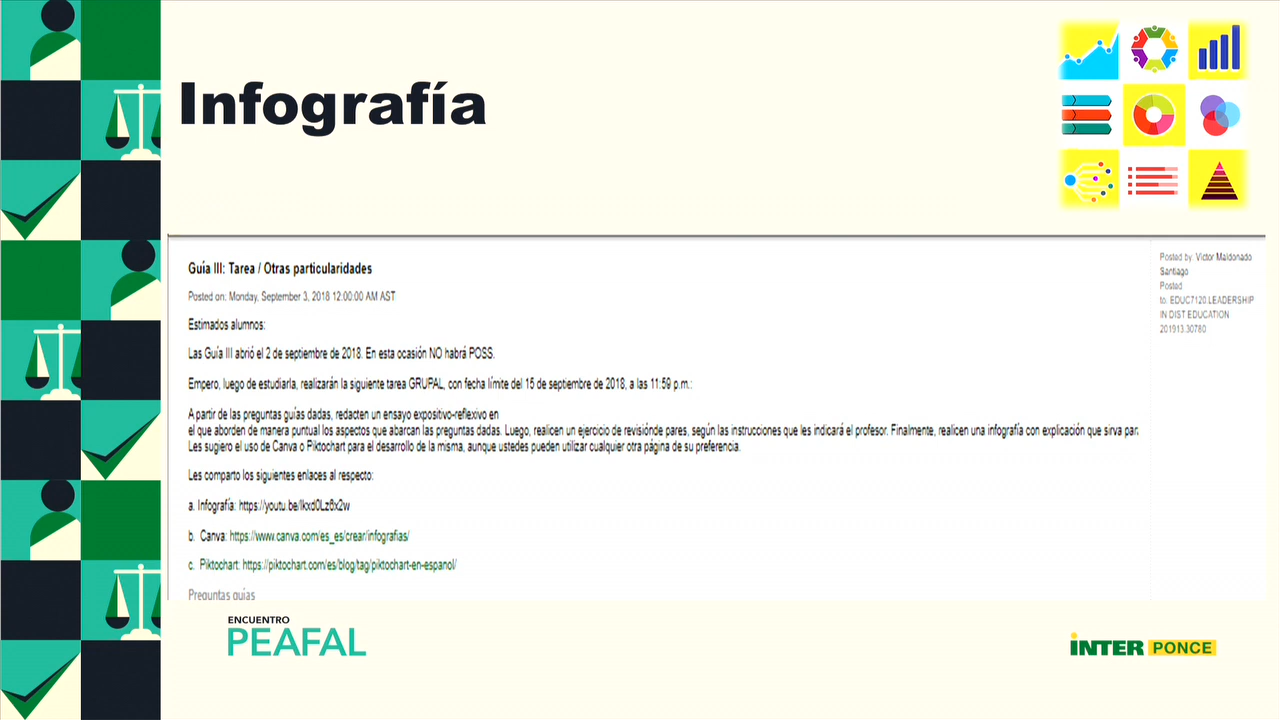 Infografía
Guía III: Tarea / Otras particularidades
Posted on: Monday, September 3, 2018 12:00:00 AM AST
Estimados alumnos:
Las Guía III abrió el 2 de septiembre de 2018. En esta ocasión NO habrá POSS.
Empero, luego de estudiarla, realizarán la siguiente tarea GRUPAL, con fecha límite del 15 de septiembre de 2018, a las 11:59 p.m.:
A partir de las preguntas guías dadas, redacten un ensayo expositivo-reflexivo en
el que aborden de manera puntual los aspectos que abarcan las preguntas dadas. Luego, realicen un ejercicio de revisiónde pares, según las instrucciones que les indicará el profesor. Finalmente, realicen una infografía con explicación que sirva
Les sugiero el uso de Canva o Piktochart para el desarrollo de la misma, aunque ustedes pueden utilizar cualquier otra página de su preferencia.
Les comparto los siguientes enlaces al respecto:
a. Infografía:
b. Canva: https://www.canva.com/es_es/crear/infografias/
c. Piktochart: https://piktochart.com/es/blog/tag/piktochart-en-espanol/
Preguntas guías
Posted by: Victor Maldonado
Santiago
Posted
to: EDUC7120.LEADERSHIP
IN DIST EDUCATION
201913.30780
ENCUENTRO
PEAFAL
INTER PONCE